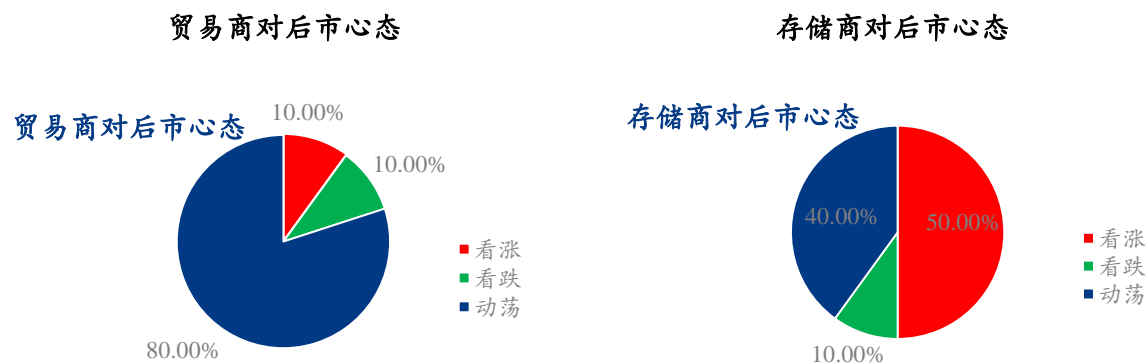 贸易商对后市心态
贸易商对后市心态
10.00%
10.00%
80.00%
看涨
看跌
动荡
存储商对后市心态
存储商对后市心态
40.00%
50.00%
10.00%
看涨
看跌
动荡